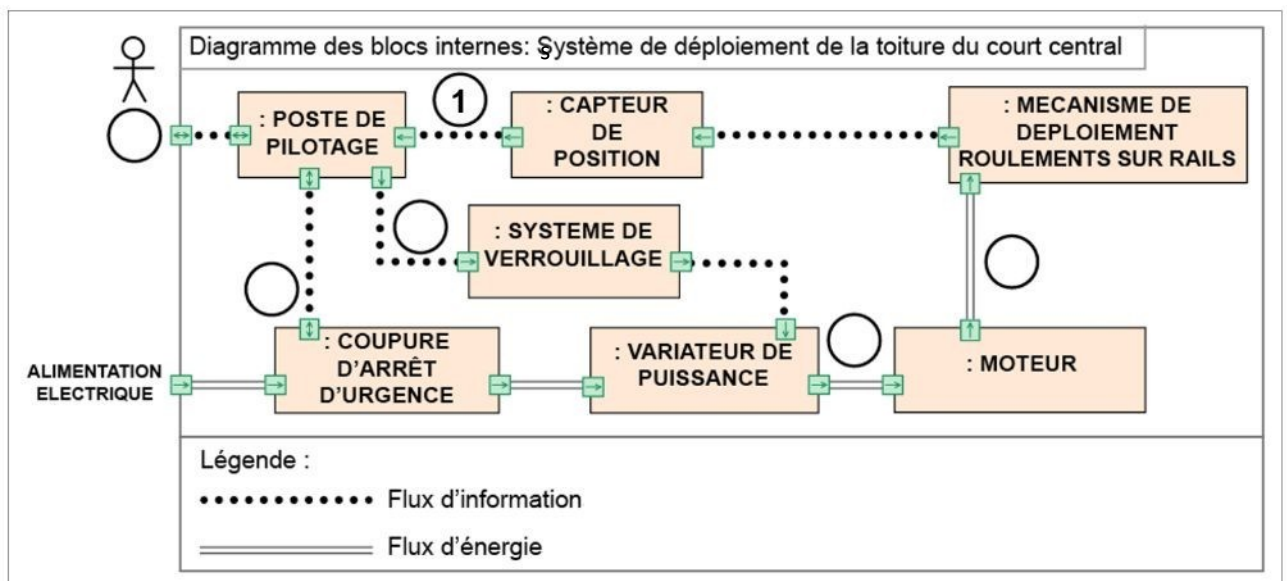 Diagramme des blocs internes: Système de déploiement de la toiture du court central
s
: POSTE DE
PILOTAGE
1
: CAPTEUR
DE
POSITION
: MECANISME DE
DEPLOIEMENT
ROULEMENTS SUR RAILS
: SYSTEME DE
VERROUILLAGE
ALIMENTATION
ELECTRIQUE
: COUPURE
D'ARRÊT
D'URGENCE
: VARIATEUR DE
PUISSANCE
: MOTEUR
Légende :
Flux d'information
Flux d'énergie